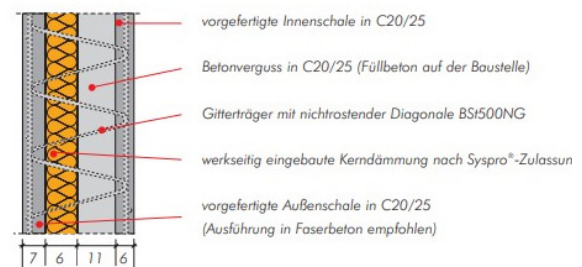 vorgefertigte Innenschale in C20/25
Betonverguss in C20/25 (Füllbeton auf der Baustelle)
Gitterträger mit nichtrostender Diagonale BSt500NG
werkseitig eingebaute Kerndämmung nach Syspro®-Zulassun
vorgefertigte Außenschale in C20/25
(Ausführung in Faserbeton empfohlen)
7 6 11 6